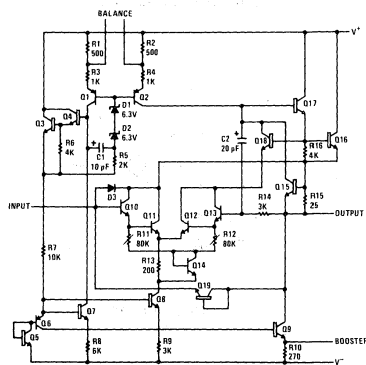 BALANCE
V+
R1
500
R2
500
R3
1K
R4
1K
Q1
Q2
Q3
Q4
D1
6.3V
D2
6.3V
R6
4K
C1
10 pF
R5
2K
C2
20 pF
Q17
Q18
R16
4K
Q16
Q15
D3
INPUT
Q10
Q11
Q12
Q13
R14
3K
R15
25
OUTPUT
R11
80K
R12
80K
R7
10K
R13
200
Q14
Q19
Q6
Q5
Q7
Q8
Q9
BOOSTER
R8
6K
R9
3K
R10
270
V−